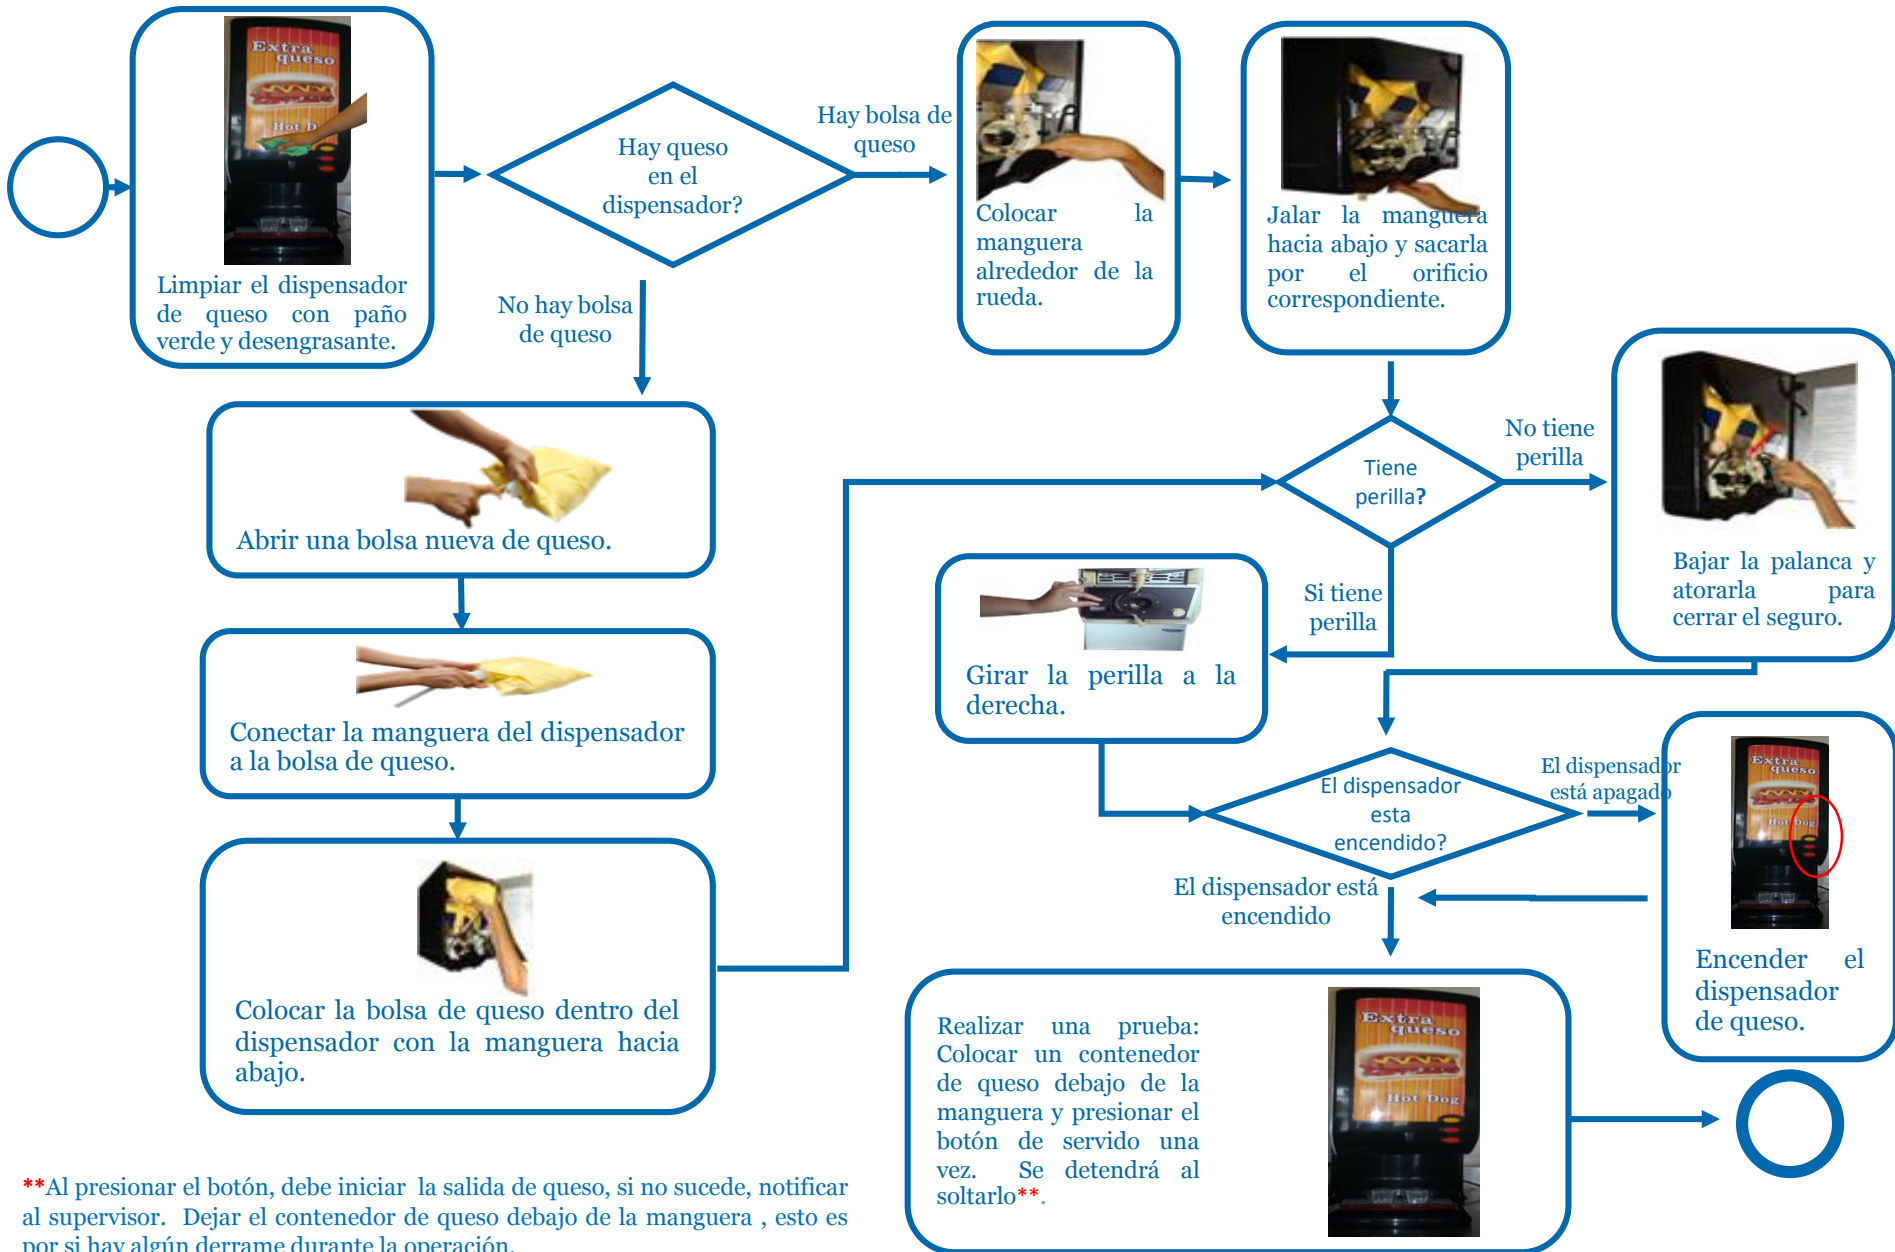 Extra
queso
Hot D
Limpiar el dispensador
de queso con paño
verde y desengrasante.
Hay queso
en el
dispensador?
Hay bolsa de
queso
No hay bolsa
de queso
Colocar la
manguera
alrededor de la
rueda.
Jalar la manguera
hacia abajo y sacarla
por el orificio
correspondiente.
Abrir una bolsa nueva de queso.
Conectar la manguera del dispensador
a la bolsa de queso.
Colocar la bolsa de queso dentro del
dispensador con la manguera hacia
abajo.
Tiene
perilla?
No tiene
perilla
Bajar la palanca y
atorarla para
cerrar el seguro.
Si tiene
perilla
Girar la perilla a la
derecha.
El dispensador
esta
encendido?
El dispensador
está apagado
Extra
queso
Hot Dog
Encender el
dispensador
de queso.
El dispensador está
encendido
Realizar una prueba:
Colocar un contenedor
de queso debajo de la
manguera y presionar el
botón de servido una
vez. Se detendrá al
soltarlo**.
Extra
queso
Hot Dog
**Al presionar el botón, debe iniciar la salida de queso, si no sucede, notificar
al supervisor. Dejar el contenedor de queso debajo de la manguera , esto es
por si hay algún derrame durante la operación.